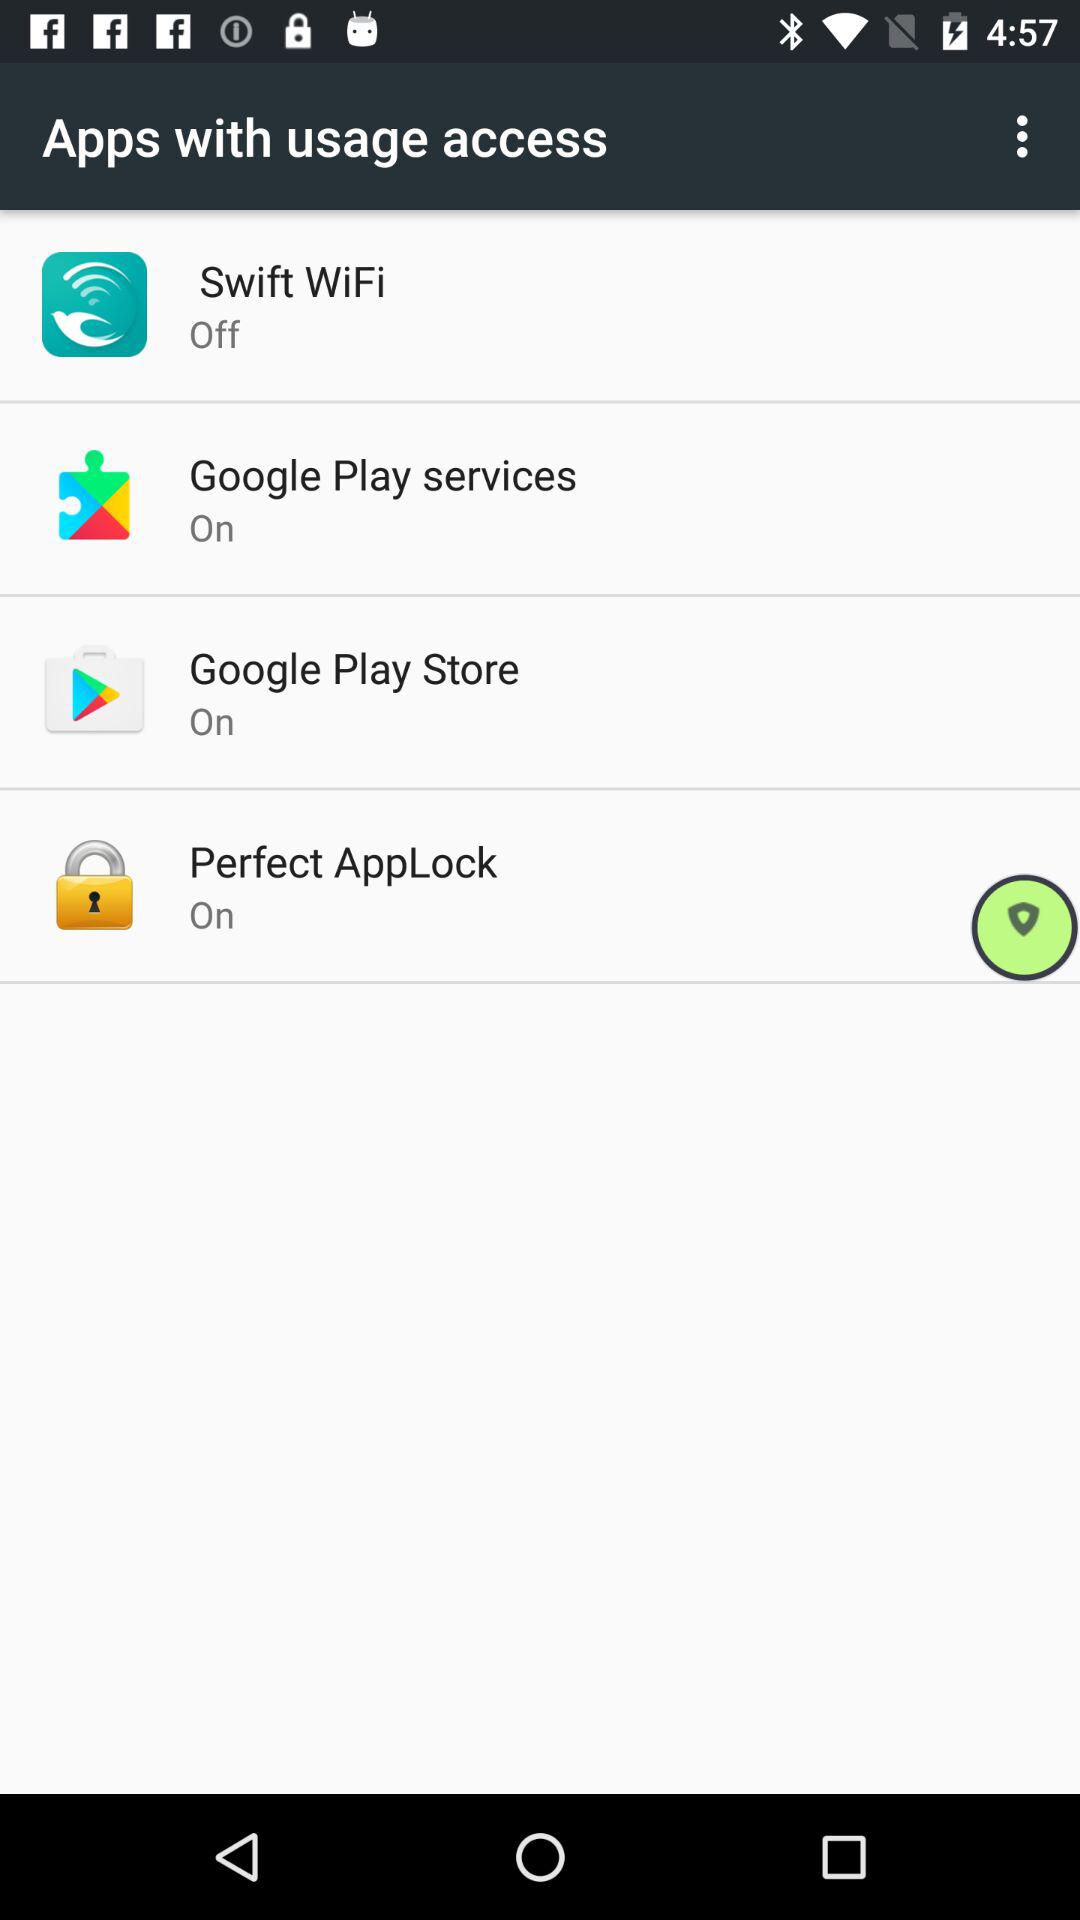 4:57
Apps with usage access
Swift WiFi
Off
Google Play services
On
Google Play Store
On
Perfect AppLock
On